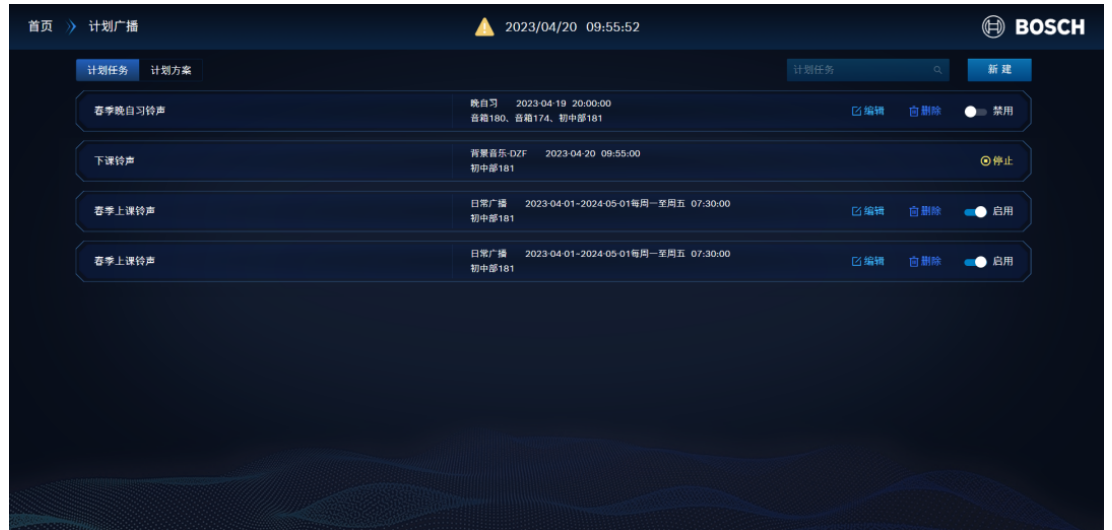 首页 》 计划广播 2023/04/20 09:55:52 BOSCH
计划任务 计划方案 计划任务 新建
春季晚自习铃声 晚自习 2023-04-19 20:00:00 编辑 删除 禁用
音箱180、音箱174、初中部181
下课铃声 背景音乐-DZF 2023-04-20 09:55:00 停止
初中部181
春季上课铃声 日常广播 2023-04-01~2024-05-01每周一至周五 07:30:00 编辑 删除 启用
初中部181
春季上课铃声 日常广播 2023-04-01~2024-05-01每周一至周五 07:30:00 编辑 删除 启用
初中部181